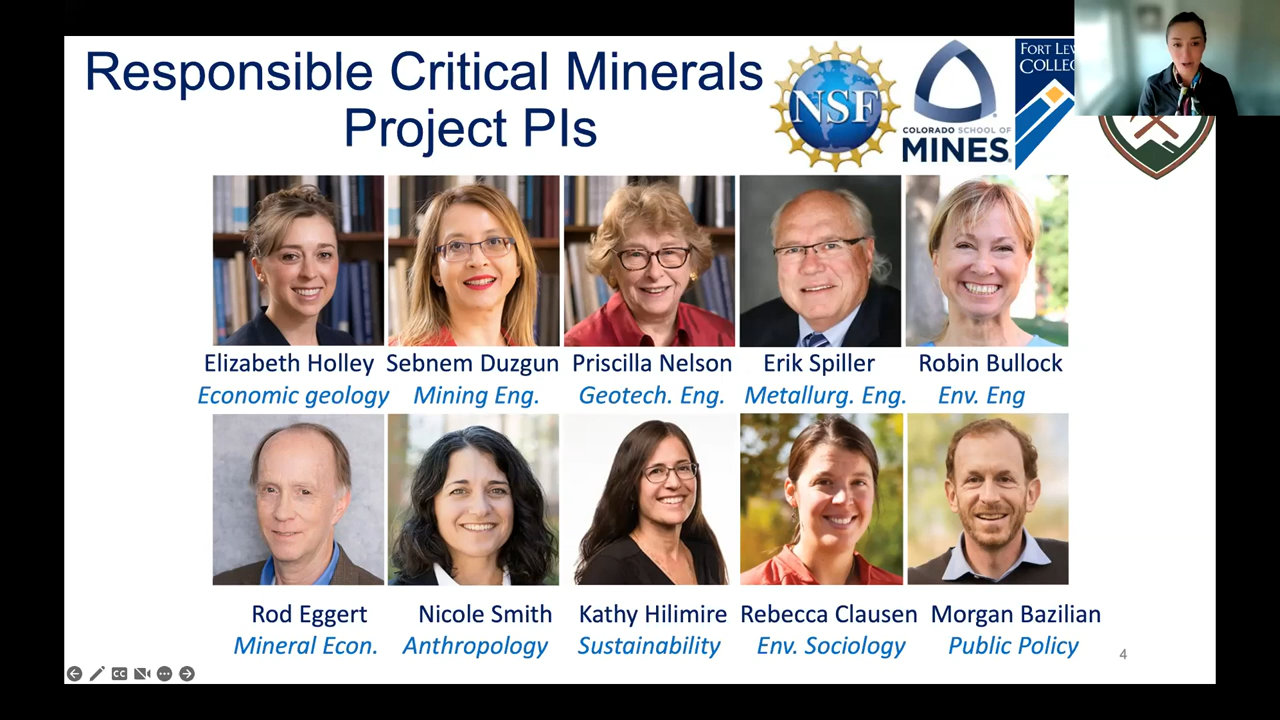 Responsible Critical Minerals
Project PIs
NSF
COLORADO SCHOOL OF
MINES
FORT LEW
COLLEG
Elizabeth Holley Sebnem Duzgun Priscilla Nelson Erik Spiller Robin Bullock
Economic geology Mining Eng. Geotech. Eng. Metallurg. Eng. Env. Eng
Rod Eggert Nicole Smith Kathy Hilimire Rebecca Clausen Morgan Bazilian
Mineral Econ. Anthropology Sustainability Env. Sociology Public Policy
4
CC